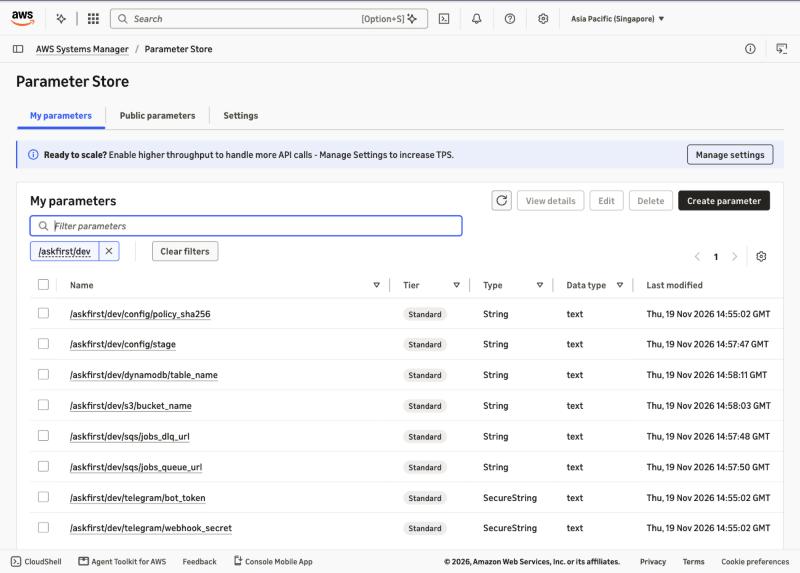 aws
Search [Option+S]
Asia Pacific (Singapore)
AWS Systems Manager / Parameter Store
Parameter Store
My parameters Public parameters Settings
Ready to scale? Enable higher throughput to handle more API calls - Manage Settings to increase TPS.
Manage settings
My parameters
View details Edit Delete Create parameter
Filter parameters
/askfirst/dev Clear filters
1
Name Tier Type Data type Last modified
/askfirst/dev/config/policy_sha256 Standard String text Thu, 19 Nov 2026 14:55:02 GMT
/askfirst/dev/config/stage Standard String text Thu, 19 Nov 2026 14:57:47 GMT
/askfirst/dev/dynamodb/table_name Standard String text Thu, 19 Nov 2026 14:58:11 GMT
/askfirst/dev/s3/bucket_name Standard String text Thu, 19 Nov 2026 14:58:03 GMT
/askfirst/dev/sqs/jobs_dlq_url Standard String text Thu, 19 Nov 2026 14:57:48 GMT
/askfirst/dev/sqs/jobs_queue_url Standard String text Thu, 19 Nov 2026 14:57:50 GMT
/askfirst/dev/telegram/bot_token Standard SecureString text Thu, 19 Nov 2026 14:55:02 GMT
/askfirst/dev/telegram/webhook_secret Standard SecureString text Thu, 19 Nov 2026 14:55:02 GMT
CloudShell Agent Toolkit for AWS Feedback Console Mobile App © 2026, Amazon Web Services, Inc. or its affiliates. Privacy Terms Cookie preferences